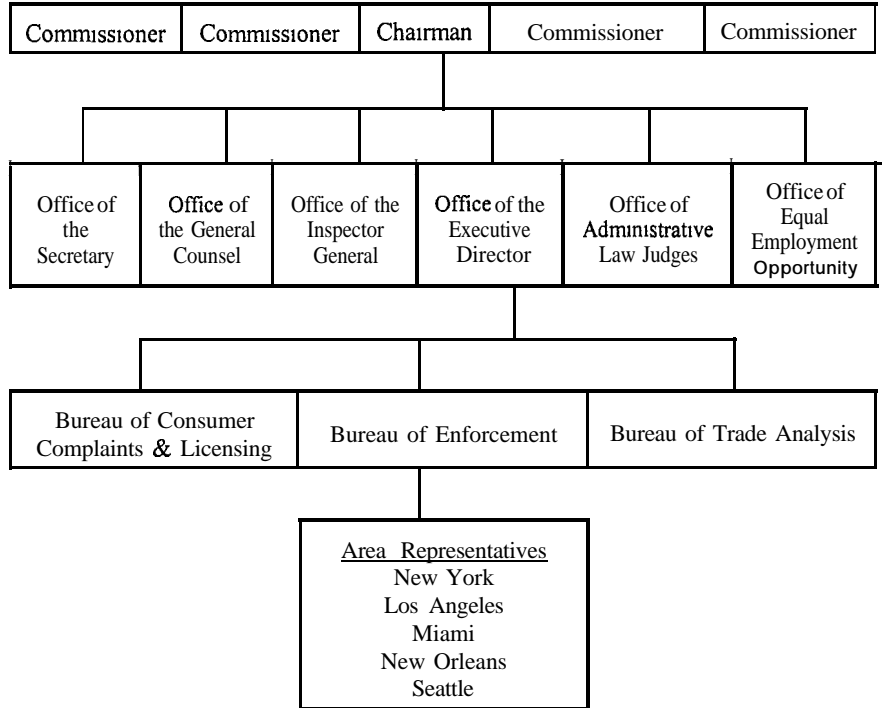 Commissioner Commissioner Chairman Commissioner Commissioner
Office of
the
Secretary
Office of
the General
Counsel
Office of the
Inspector
General
Office of the
Executive
Director
Office of
Administrative
Law Judges
Office of
Equal
Employment
Opportunity
Bureau of Consumer
Complaints & Licensing
Bureau of Enforcement
Bureau of Trade Analysis
Area Representatives
New York
Los Angeles
Miami
New Orleans
Seattle